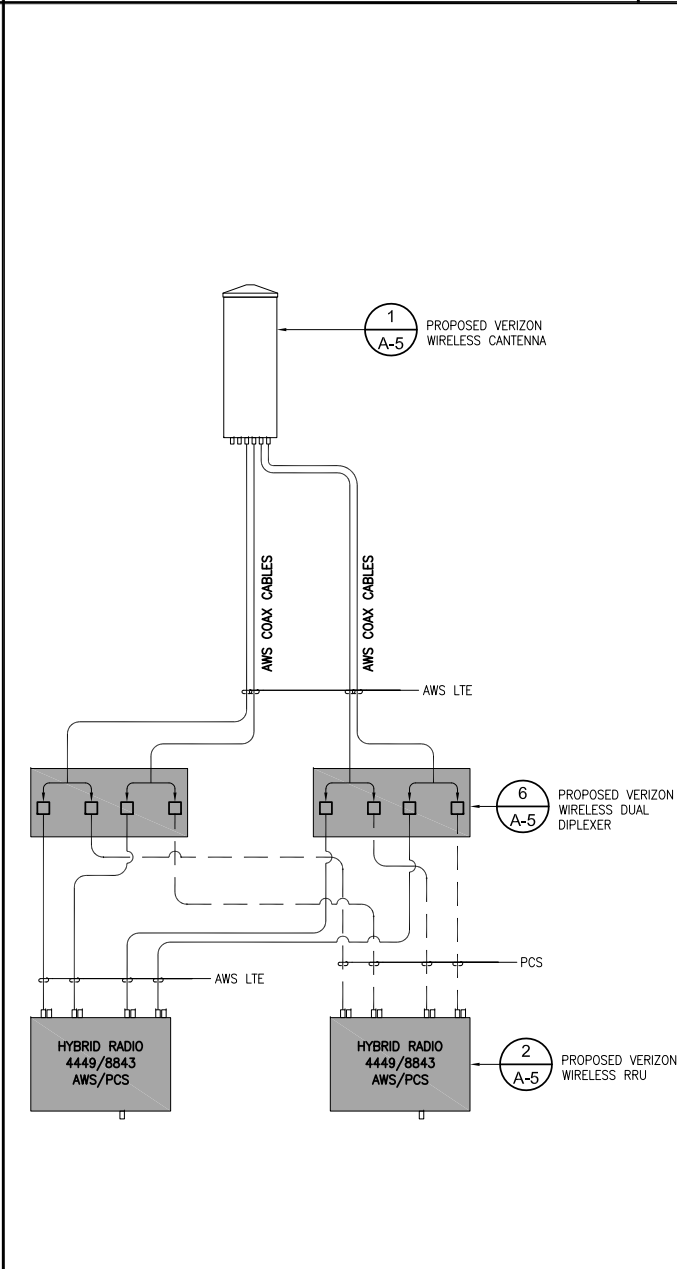 1
A-5
PROPOSED VERIZON
WIRELESS CANTENNA
AWS COAX CABLES
AWS COAX CABLES
AWS LTE
6
A-5
PROPOSED VERIZON
WIRELESS DUAL
DIPLEXER
PCS
AWS LTE
HYBRID RADIO
4449/8843
AWS/PCS
HYBRID RADIO
4449/8843
AWS/PCS
2
A-5
PROPOSED VERIZON
WIRELESS RRU